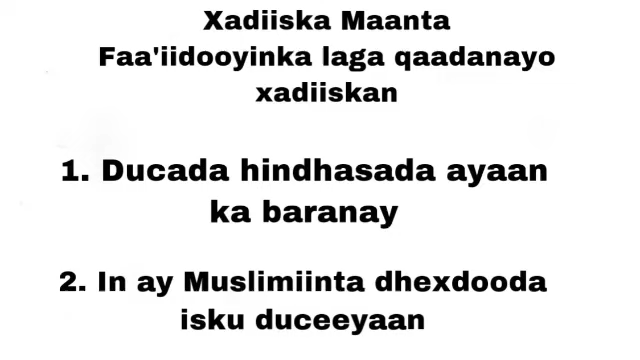 Xadiiska Maanta
Faa'iidooyinka laga qaadanayo
xadiiskan
1. Ducada hindhasada ayaan
ka baranay
2. In ay Muslimiinta dhexdooda
isku duceeyaan